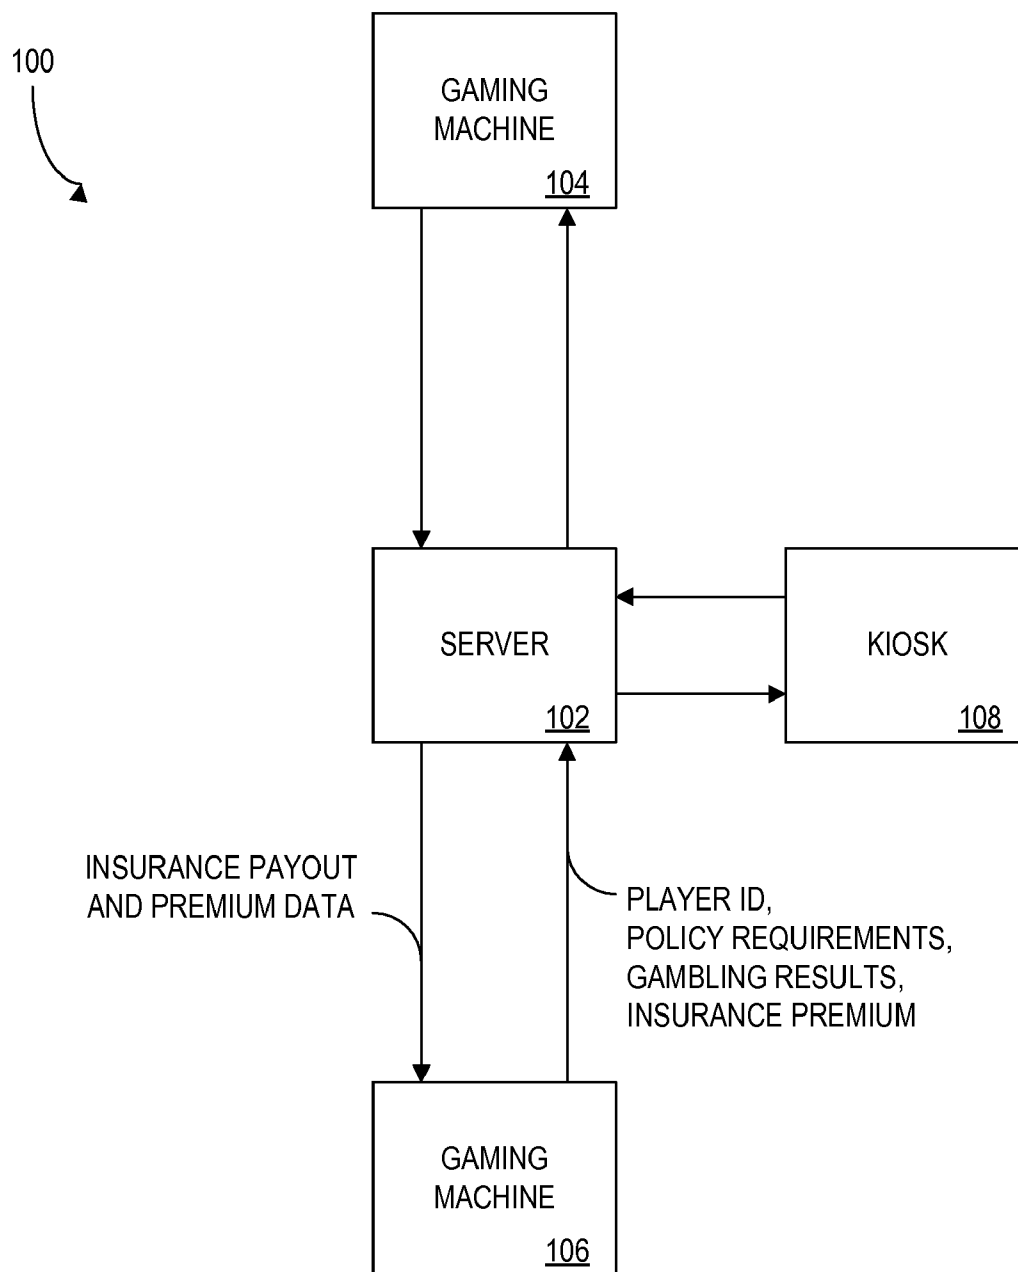 100
GAMING
MACHINE
104
SERVER
102
KIOSK
108
INSURANCE PAYOUT
AND PREMIUM DATA
PLAYER ID,
POLICY REQUIREMENTS,
GAMBLING RESULTS,
INSURANCE PREMIUM
GAMING
MACHINE
106